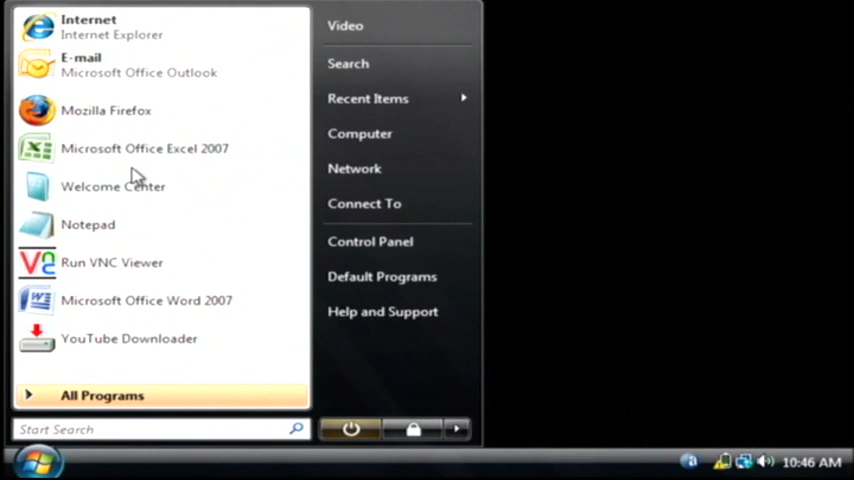 Internet
Internet Explorer
E-mail
Microsoft Office Outlook
Mozilla Firefox
Microsoft Office Excel 2007
Welcome Center
Notepad
Run VNC Viewer
Microsoft Office Word 2007
YouTube Downloader
All Programs
Start Search
Video
Search
Recent Items
Computer
Network
Connect To
Control Panel
Default Programs
Help and Support
10:46 AM